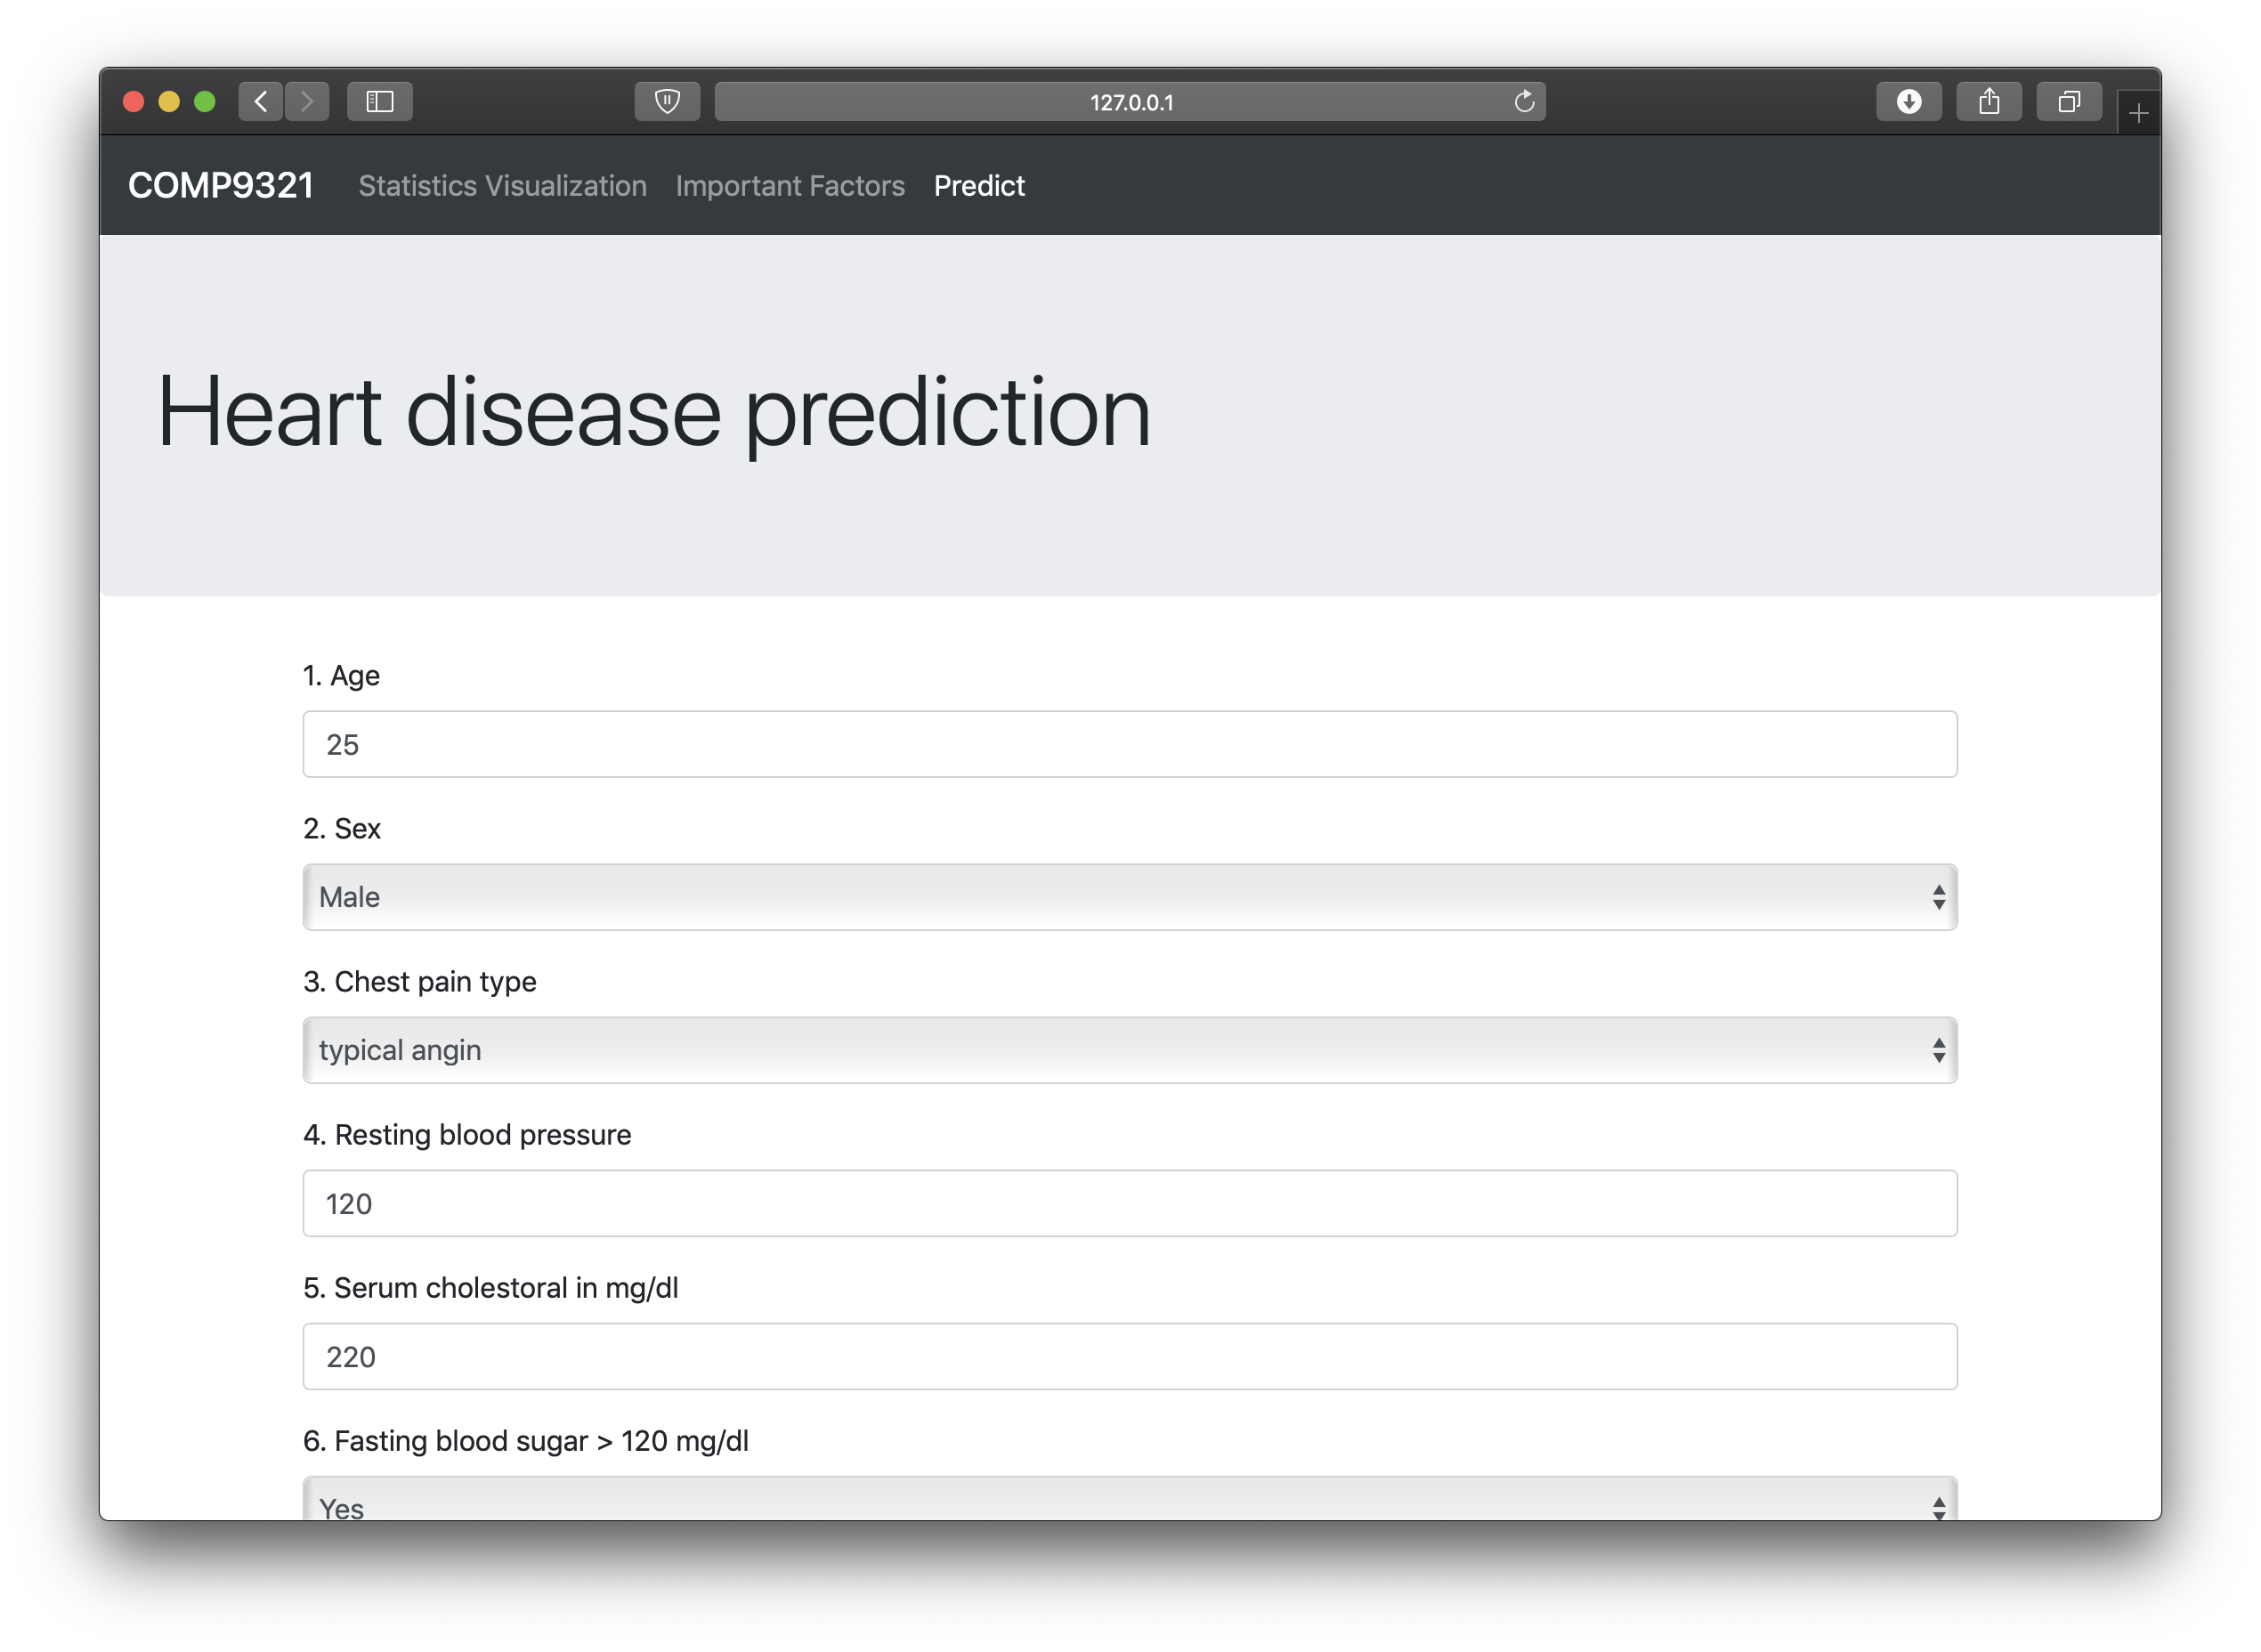 127.0.0.1
COMP9321 Statistics Visualization Important Factors Predict
Heart disease prediction
1. Age
25
2. Sex
Male
3. Chest pain type
typical angin
4. Resting blood pressure
120
5. Serum cholestoral in mg/dl
220
6. Fasting blood sugar > 120 mg/dl
Yes